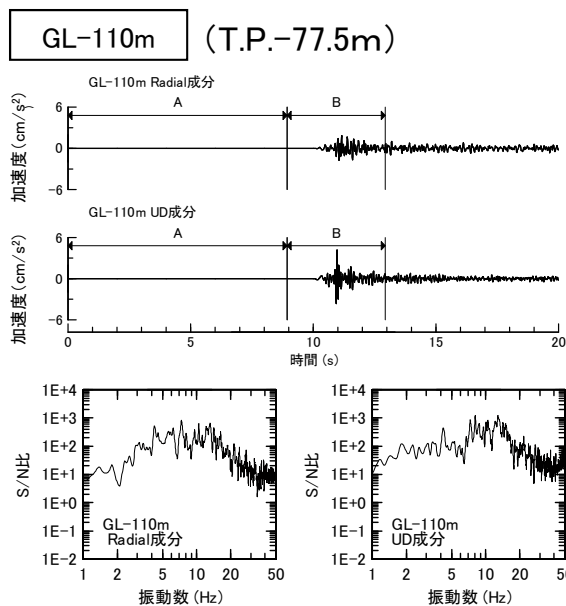 GL-110m (T.P.-77.5m)
GL-110m Radial成分
A B
6
加速度(cm/s²)
-6
GL-110m UD成分
A B
6
加速度(cm/s²)
-6
0 5 10 15 20
時間 (s)
1E+4 1E+4
1E+3 1E+3
1E+2 1E+2
S/N比 S/N比
1E+1 1E+1
1E+0 1E+0
1E-1 GL-110m 1E-1 GL-110m
Radial成分 UD成分
1E-2 1E-2
1 2 5 10 20 50 1 2 5 10 20 50
振動数 (Hz) 振動数 (Hz)